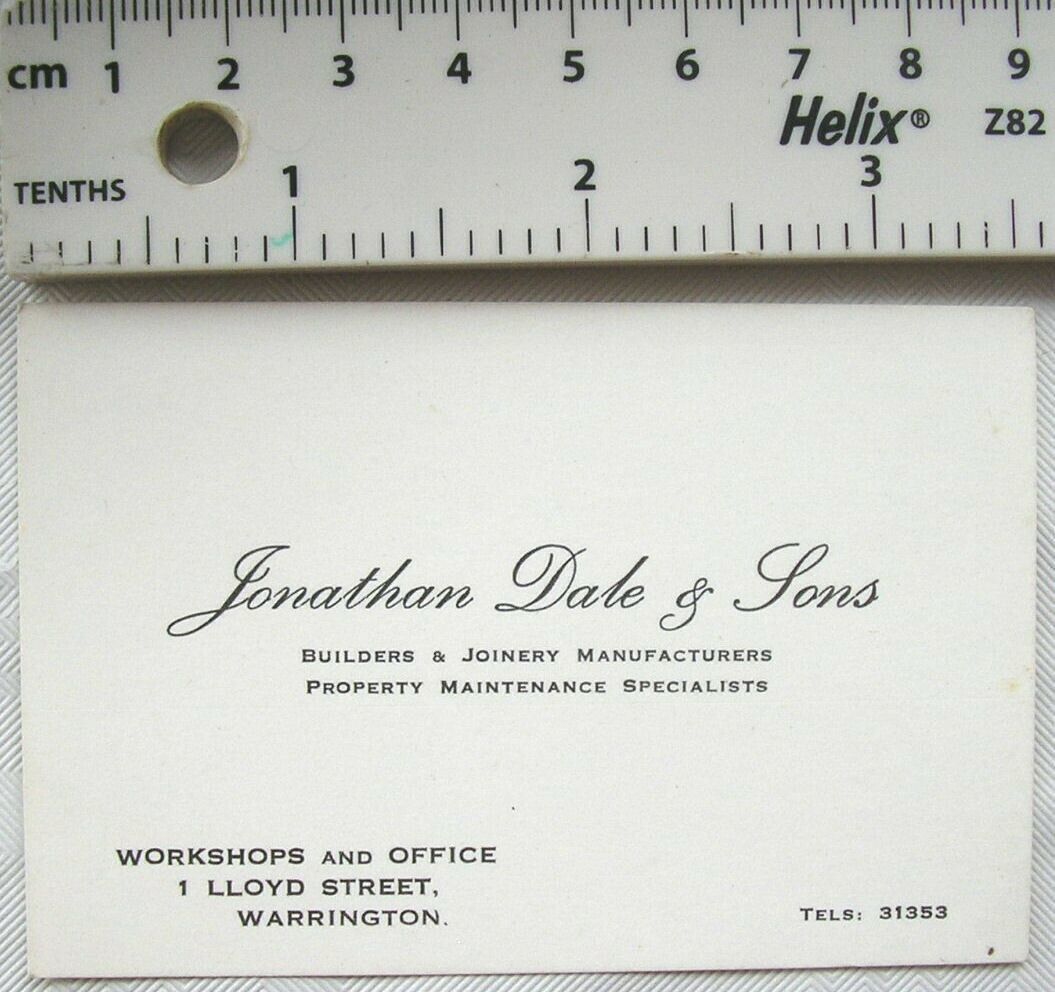 cm 1 2 3 4 5 6 7 8 9
Helix® Z82
TENTHS 1 2 3
Jonathan Dale & Sons
BUILDERS & JOINERY MANUFACTURERS
PROPERTY MAINTENANCE SPECIALISTS
WORKSHOPS AND OFFICE
1 LLOYD STREET,
WARRINGTON.
TELS: 31353